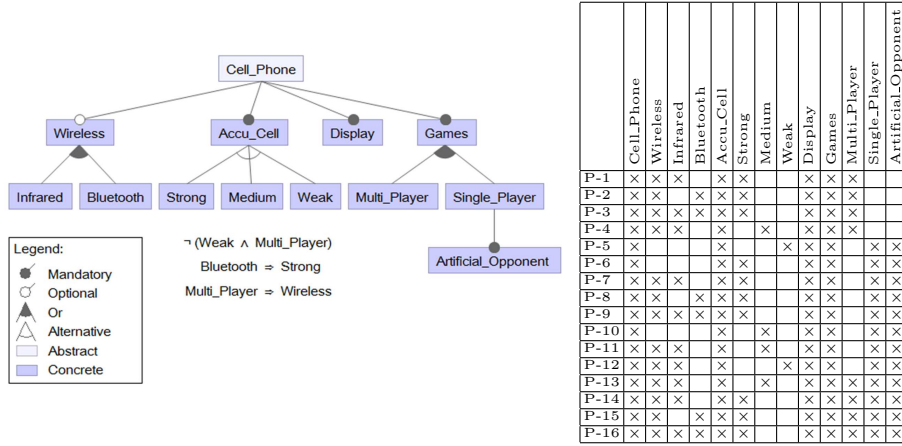 Cell_Phone
Wireless Accu_Cell Display Games
Infrared Bluetooth Strong Medium Weak Multi_Player Single_Player
Artificial_Opponent
¬ (Weak ∧ Multi_Player)
Bluetooth ⇒ Strong
Multi_Player ⇒ Wireless
Legend:
Mandatory
Optional
Or
Alternative
Abstract
Concrete
Cell_Phone
Wireless
Infrared
Bluetooth
Accu_Cell
Strong
Medium
Weak
Display
Games
Multi_Player
Single_Player
Artificial_Opponent
P-1 × × × × × × × ×
P-2 × × × × × × × ×
P-3 × × × × × × × × ×
P-4 × × × × × × × ×
P-5 × × × × × × ×
P-6 × × × × × × ×
P-7 × × × × × × × × ×
P-8 × × × × × × × × ×
P-9 × × × × × × × × × ×
P-10 × × × × × × ×
P-11 × × × × × × × × ×
P-12 × × × × × × × × ×
P-13 × × × × × × × × × ×
P-14 × × × × × × × × × ×
P-15 × × × × × × × × × ×
P-16 × × × × × × × × × × ×